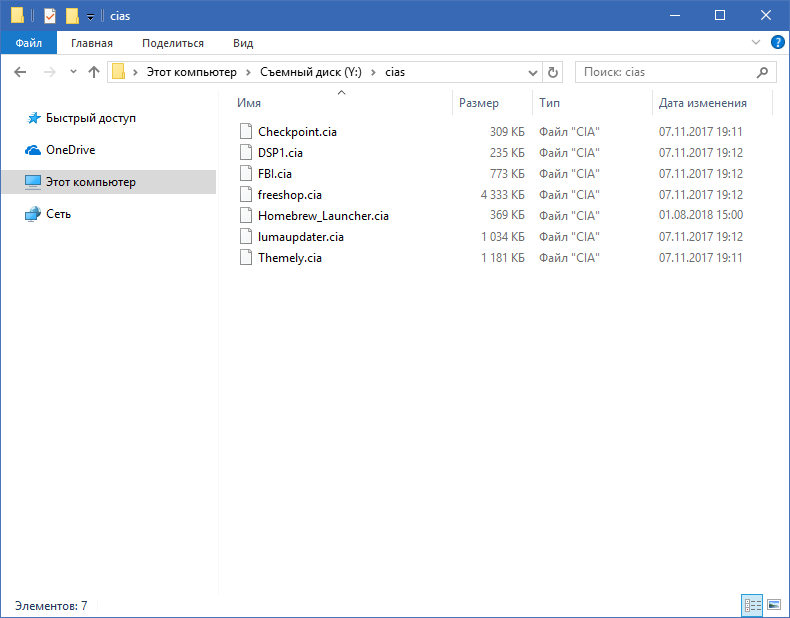 cias
Файл Главная Поделиться Вид
Этот компьютер Съемный диск (Y:) cias Поиск: cias
Быстрый доступ
OneDrive
Этот компьютер
Сеть
Имя Размер Тип Дата изменения
Checkpoint.cia 309 КБ Файл "CIA" 07.11.2017 19:11
DSP1.cia 235 КБ Файл "CIA" 07.11.2017 19:12
FBI.cia 773 КБ Файл "CIA" 07.11.2017 19:12
freeshop.cia 4 333 КБ Файл "CIA" 07.11.2017 19:12
Homebrew_Launcher.cia 369 КБ Файл "CIA" 01.08.2018 15:00
lumaupdater.cia 1 034 КБ Файл "CIA" 07.11.2017 19:12
Themely.cia 1 181 КБ Файл "CIA" 07.11.2017 19:11
Элементов: 7